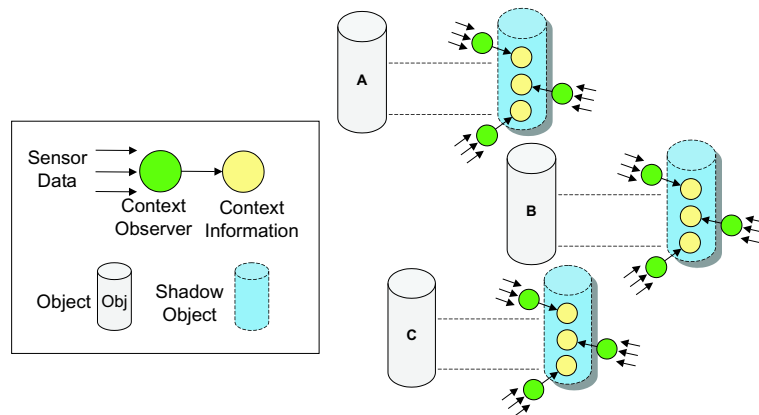 A
Sensor
Data
Context
Observer
Context
Information
B
Object
Obj
Shadow
Object
C